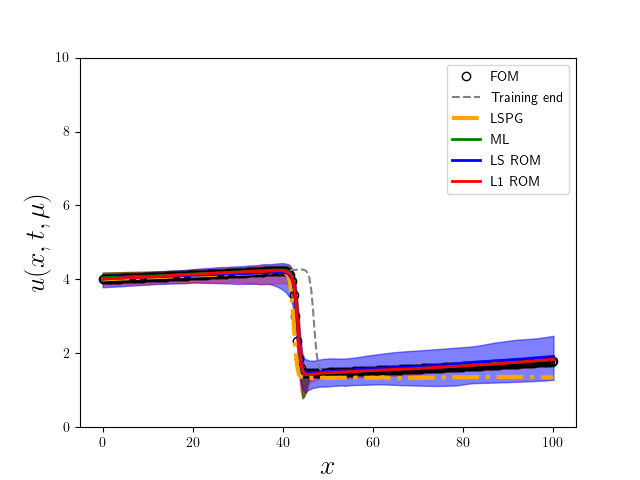 10
8
6
4
2
0
0 20 40 60 80 100
x
u(x, t, μ)
FOM
Training end
LSPG
ML
LS ROM
L1 ROM